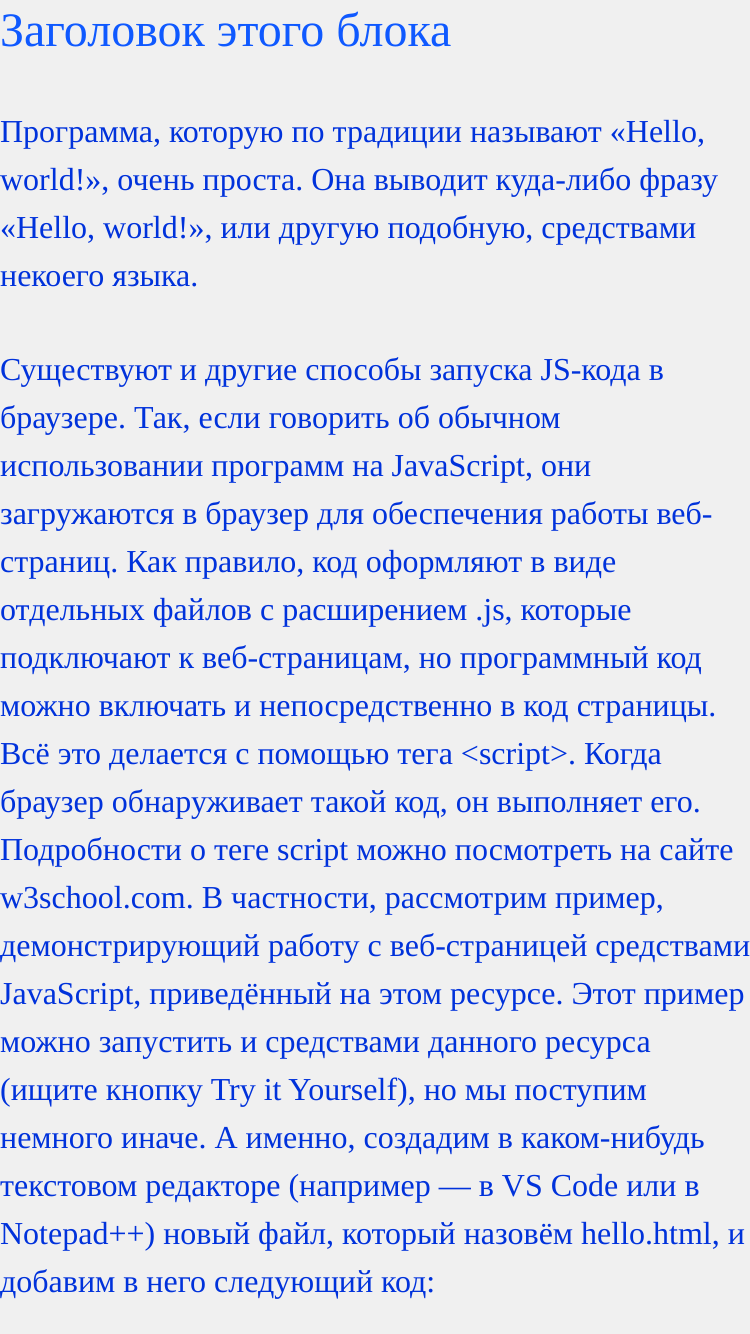 Заголовок этого блока
Программа, которую по традиции называют «Hello,
world!», очень проста. Она выводит куда-либо фразу
«Hello, world!», или другую подобную, средствами
некоего языка.
Существуют и другие способы запуска JS-кода в
браузере. Так, если говорить об обычном
использовании программ на JavaScript, они
загружаются в браузер для обеспечения работы веб-
страниц. Как правило, код оформляют в виде
отдельных файлов с расширением .js, которые
подключают к веб-страницам, но программный код
можно включать и непосредственно в код страницы.
Всё это делается с помощью тега <script>. Когда
браузер обнаруживает такой код, он выполняет его.
Подробности о теге script можно посмотреть на сайте
w3school.com. В частности, рассмотрим пример,
демонстрирующий работу с веб-страницей средствами
JavaScript, приведённый на этом ресурсе. Этот пример
можно запустить и средствами данного ресурса
(ищите кнопку Try it Yourself), но мы поступим
немного иначе. А именно, создадим в каком-нибудь
текстовом редакторе (например — в VS Code или в
Notepad++) новый файл, который назовём hello.html, и
добавим в него следующий код: